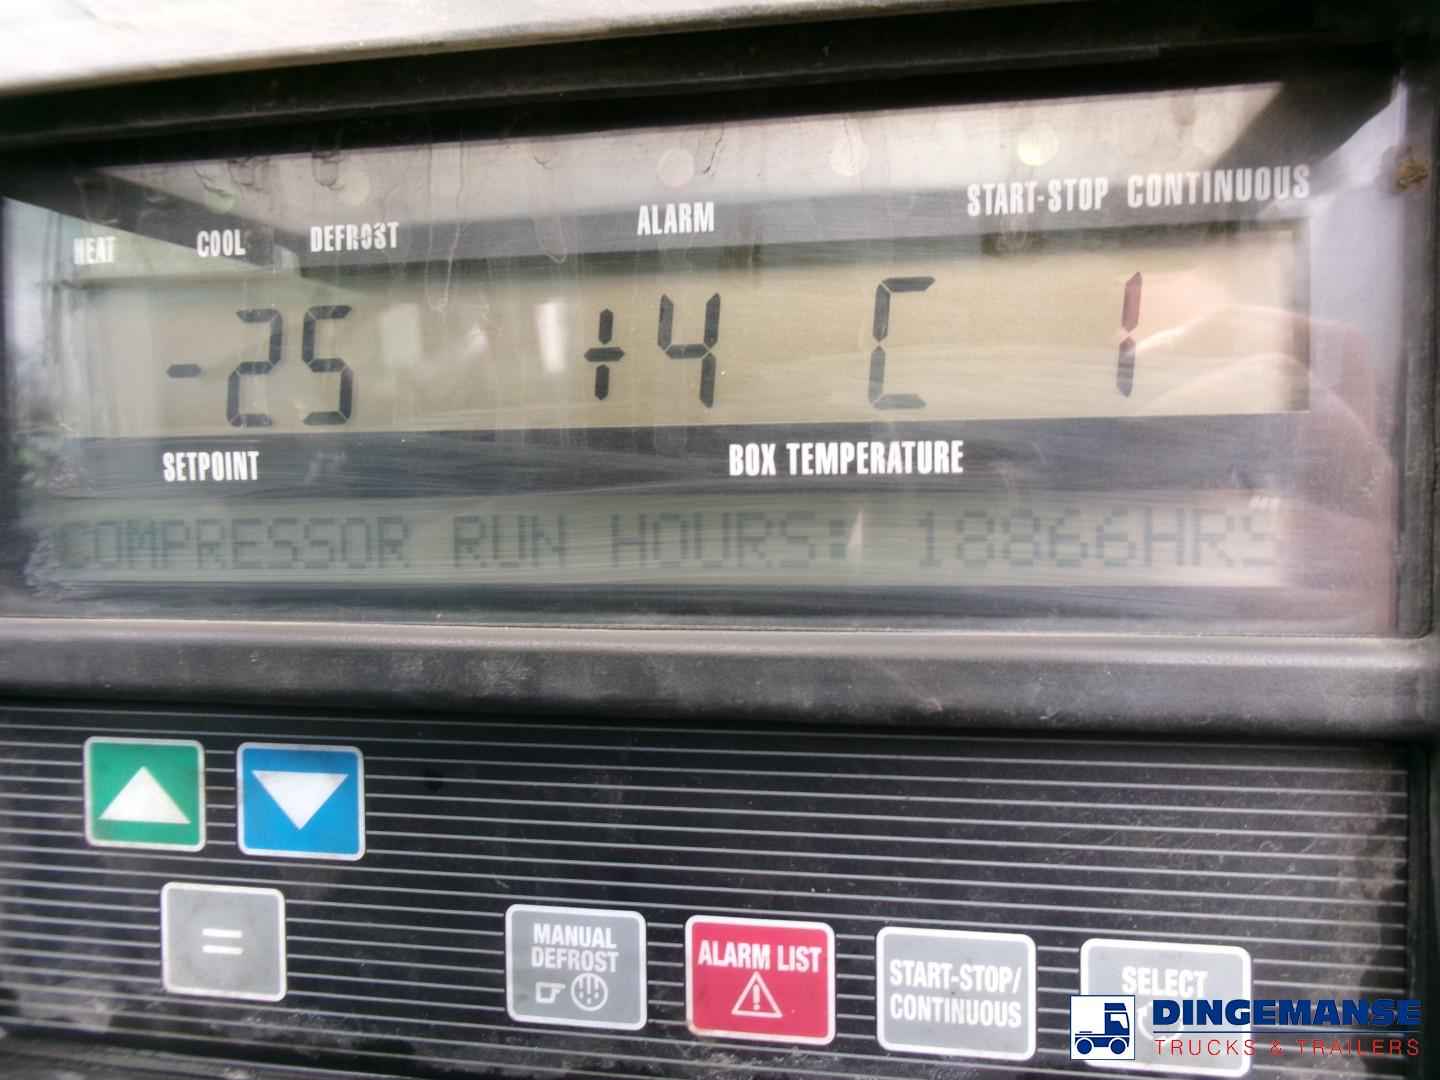 HEAT COOL DEFROST ALARM START-STOP CONTINUOUS
-25 +4 C 1
SETPOINT BOX TEMPERATURE
COMPRESSOR RUN HOURS: 18866HRS
=
MANUAL
DEFROST
ALARM LIST
START-STOP/
CONTINUOUS
SELECT
DINGEMANSE
TRUCKS & TRAILERS